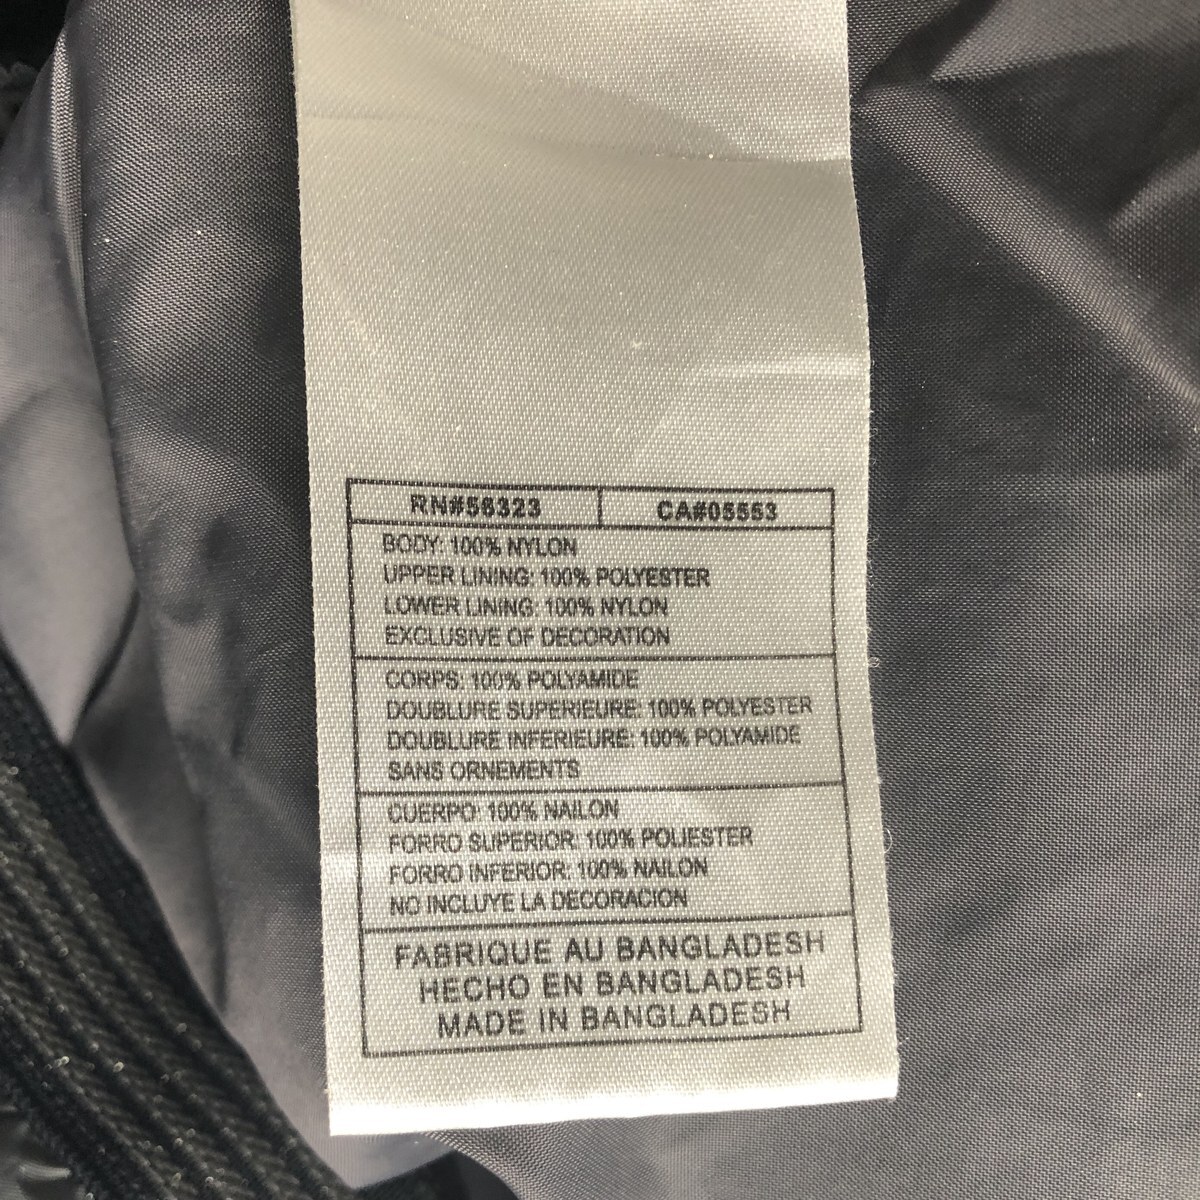 RN#56323 CA#05553
BODY: 100% NYLON
UPPER LINING: 100% POLYESTER
LOWER LINING: 100% NYLON
EXCLUSIVE OF DECORATION
CORPS: 100% POLYAMIDE
DOUBLURE SUPERIEURE: 100% POLYESTER
DOUBLURE INFERIEURE: 100% POLYAMIDE
SANS ORNEMENTS
CUERPO: 100% NAILON
FORRO SUPERIOR: 100% POLIESTER
FORRO INFERIOR: 100% NAILON
NO INCLUYE LA DECORACION
FABRIQUE AU BANGLADESH
HECHO EN BANGLADESH
MADE IN BANGLADESH